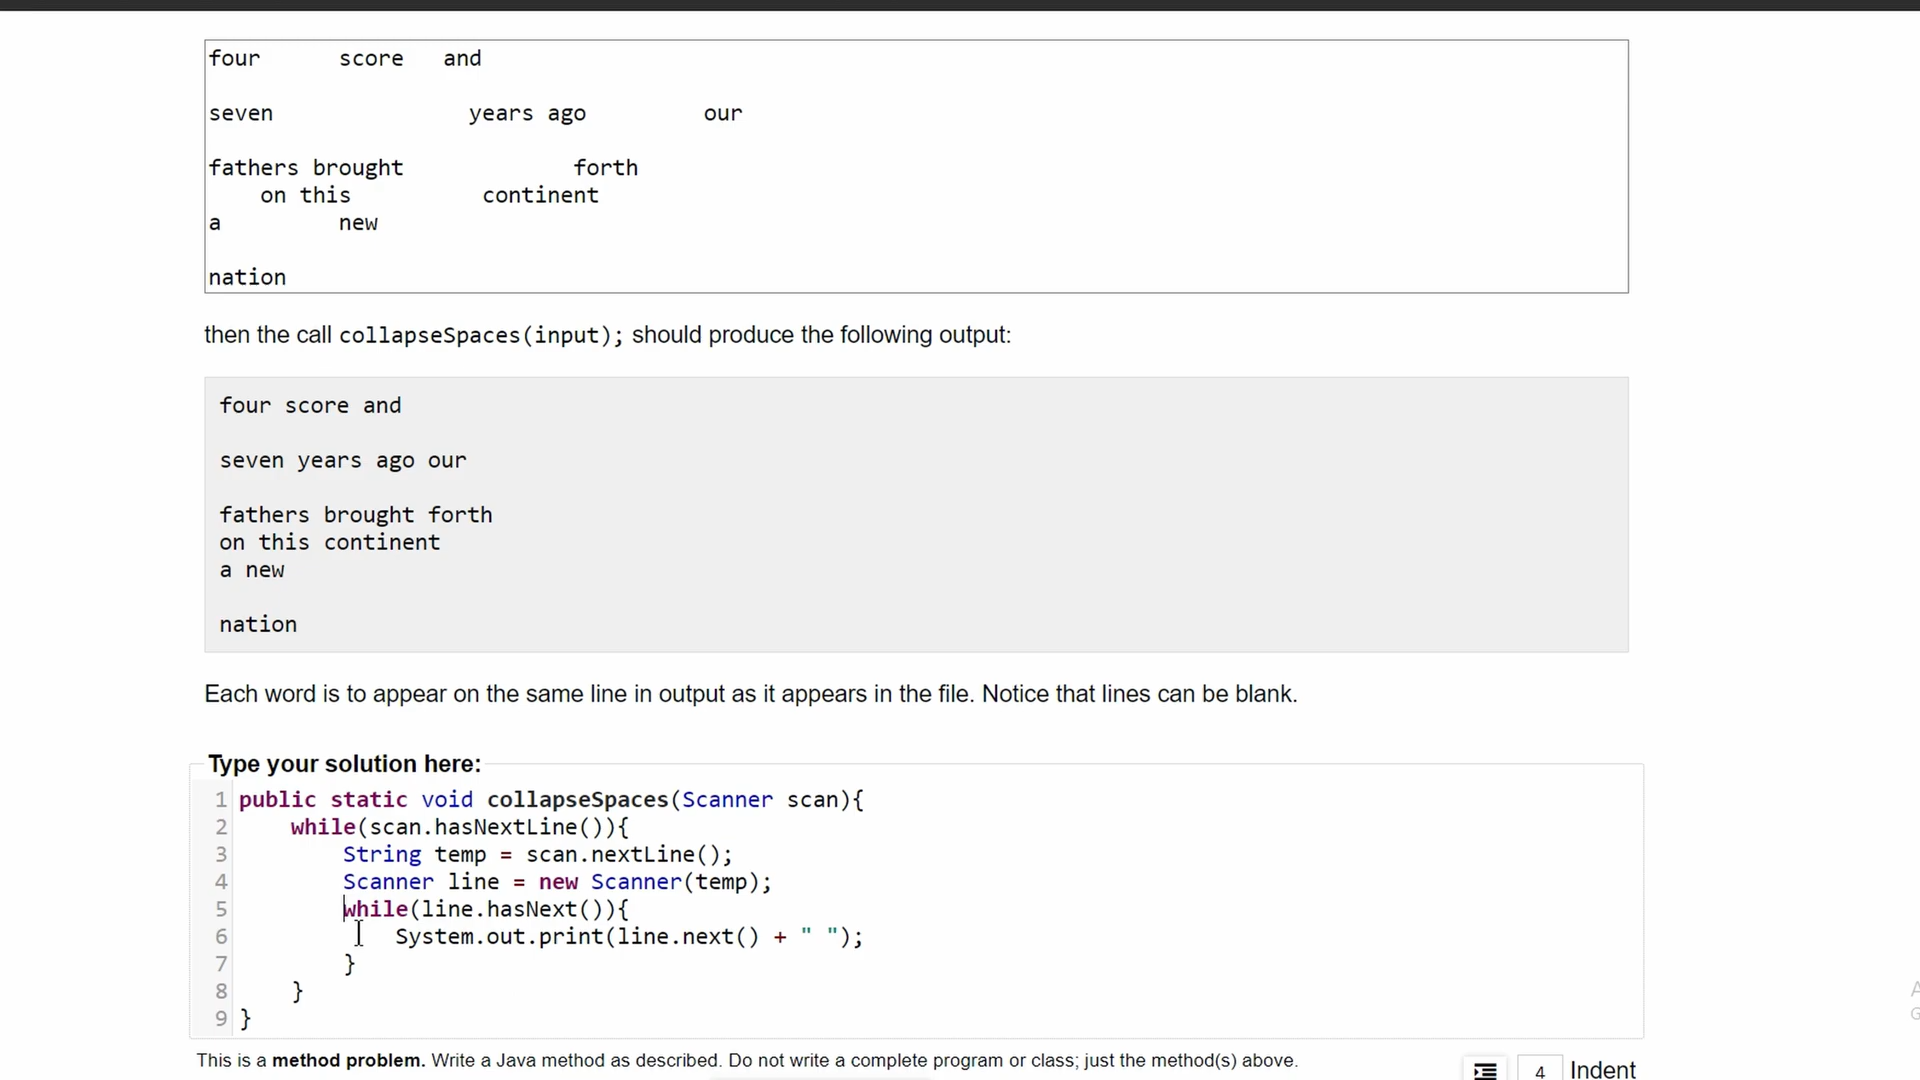 four      score   and
seven               years ago         our
fathers brought             forth
    on this          continent
a         new
nation
then the call collapseSpaces(input); should produce the following output:
four score and
seven years ago our
fathers brought forth
on this continent
a new
nation
Each word is to appear on the same line in output as it appears in the file. Notice that lines can be blank.
Type your solution here:
1 public static void collapseSpaces(Scanner scan){
2     while(scan.hasNextLine()){
3         String temp = scan.nextLine();
4         Scanner line = new Scanner(temp);
5         while(line.hasNext()){
6             System.out.print(line.next() + " ");
7         }
8     }
9 }
This is a method problem. Write a Java method as described. Do not write a complete program or class; just the method(s) above.
4 Indent